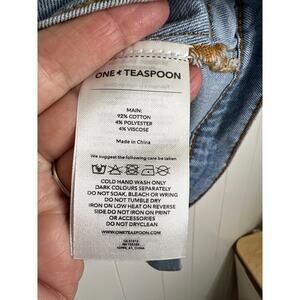 ONE ★ TEASPOON
MAIN:
92% COTTON
4% POLYESTER
4% VISCOSE
Made in China
We suggest the following care be taken
COLD HAND WASH ONLY
DARK COLOURS SEPARATELY
DO NOT SOAK, BLEACH OR WRING
DO NOT TUMBLE DRY
IRON ON LOW HEAT ON REVERSE
SIDE DO NOT IRON ON PRINT
OR ACCESSORIES
DO NOT DRYCLEAN
WWW.ONETEASPOON.COM